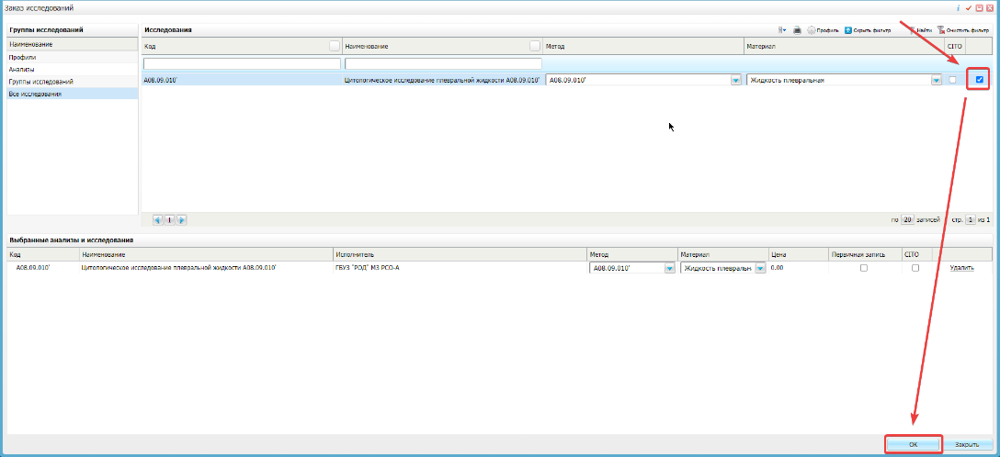 Заказ исследований
Группы исследований
Наименование
Профили
Анализы
Группы исследований
Все исследования
Исследования
Профиль Скрыть фильтр Найти Очистить фильтр
Код Наименование Метод Материал CITO
A08.09.010' Цитологическое исследование плевральной жидкости A08.09.010' A08.09.010' Жидкость плевральная
1 по 20 записей стр. 1 из 1
Выбранные анализы и исследования
Код Наименование Исполнитель Метод Материал Цена Первичная запись CITO
A08.09.010' Цитологическое исследование плевральной жидкости A08.09.010' ГБУЗ "РОД" МЗ РСО-А A08.09.010' Жидкость плевральн 0.00 Удалить
OK Закрыть